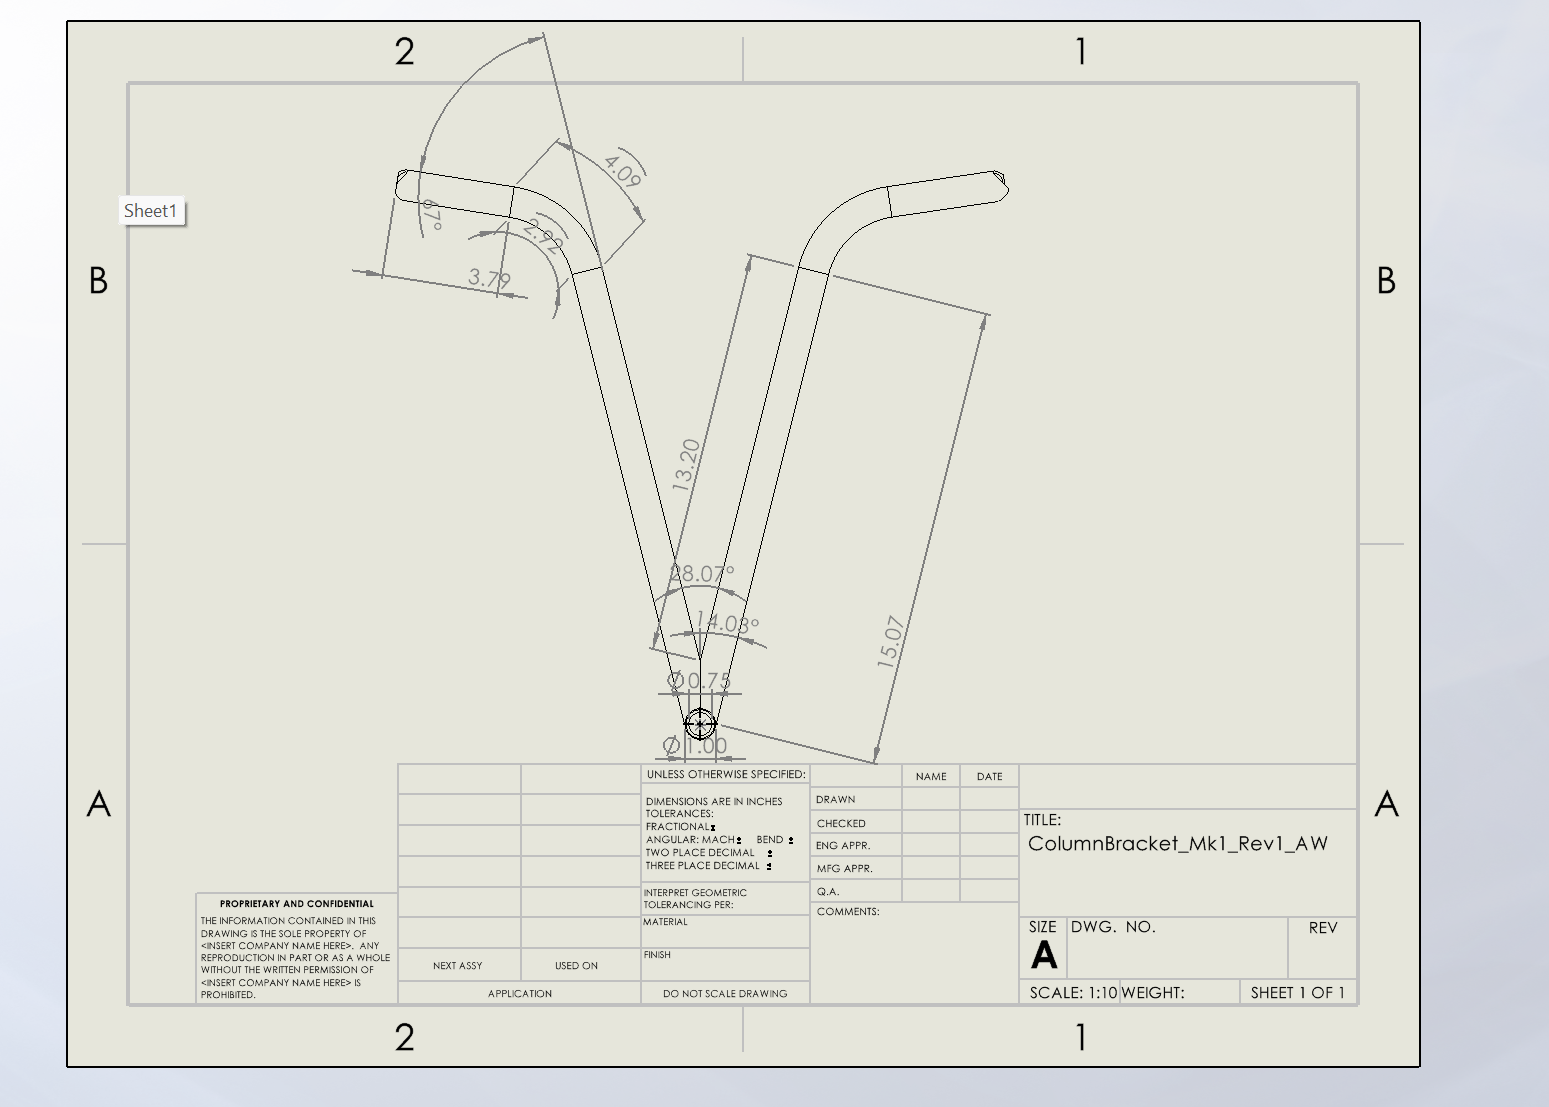 2
1
4.09
67°
Sheet1
2.92
3.79
B
B
13.20
28.07°
14.03°
15.07
Ø0.75
Ø1.00
A
A
UNLESS OTHERWISE SPECIFIED:
DIMENSIONS ARE IN INCHES
TOLERANCES:
FRACTIONAL±
ANGULAR: MACH± BEND ±
TWO PLACE DECIMAL ±
THREE PLACE DECIMAL ±
INTERPRET GEOMETRIC
TOLERANCING PER:
MATERIAL
FINISH
DO NOT SCALE DRAWING
NAME
DATE
DRAWN
CHECKED
ENG APPR.
MFG APPR.
Q.A.
COMMENTS:
TITLE:
ColumnBracket_Mk1_Rev1_AW
SIZE
DWG. NO.
REV
A
SCALE: 1:10
WEIGHT:
SHEET 1 OF 1
PROPRIETARY AND CONFIDENTIAL
THE INFORMATION CONTAINED IN THIS
DRAWING IS THE SOLE PROPERTY OF
<INSERT COMPANY NAME HERE>. ANY
REPRODUCTION IN PART OR AS A WHOLE
WITHOUT THE WRITTEN PERMISSION OF
<INSERT COMPANY NAME HERE> IS
PROHIBITED.
NEXT ASSY
USED ON
APPLICATION
2
1